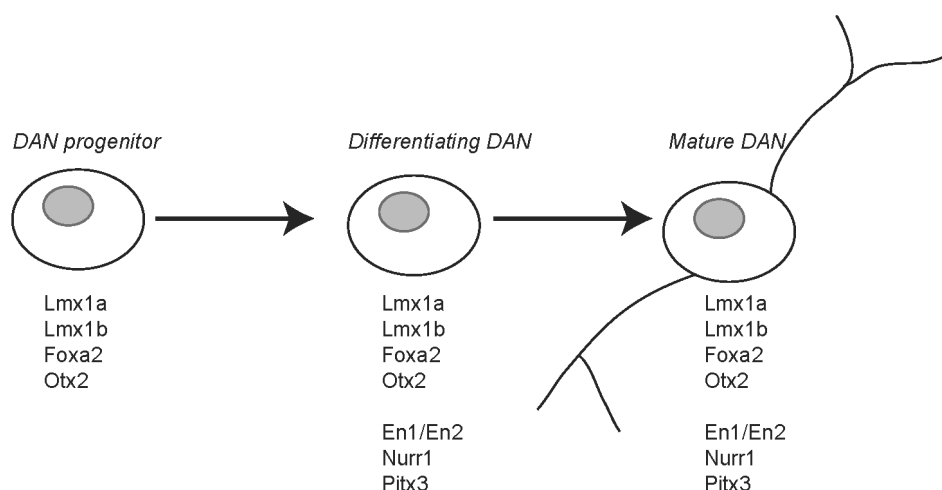 DAN progenitor
Differentiating DAN
Mature DAN
Lmx1a
Lmx1b
Foxa2
Otx2
Lmx1a
Lmx1b
Foxa2
Otx2
En1/En2
Nurr1
Pitx3
Lmx1a
Lmx1b
Foxa2
Otx2
En1/En2
Nurr1
Pitx3